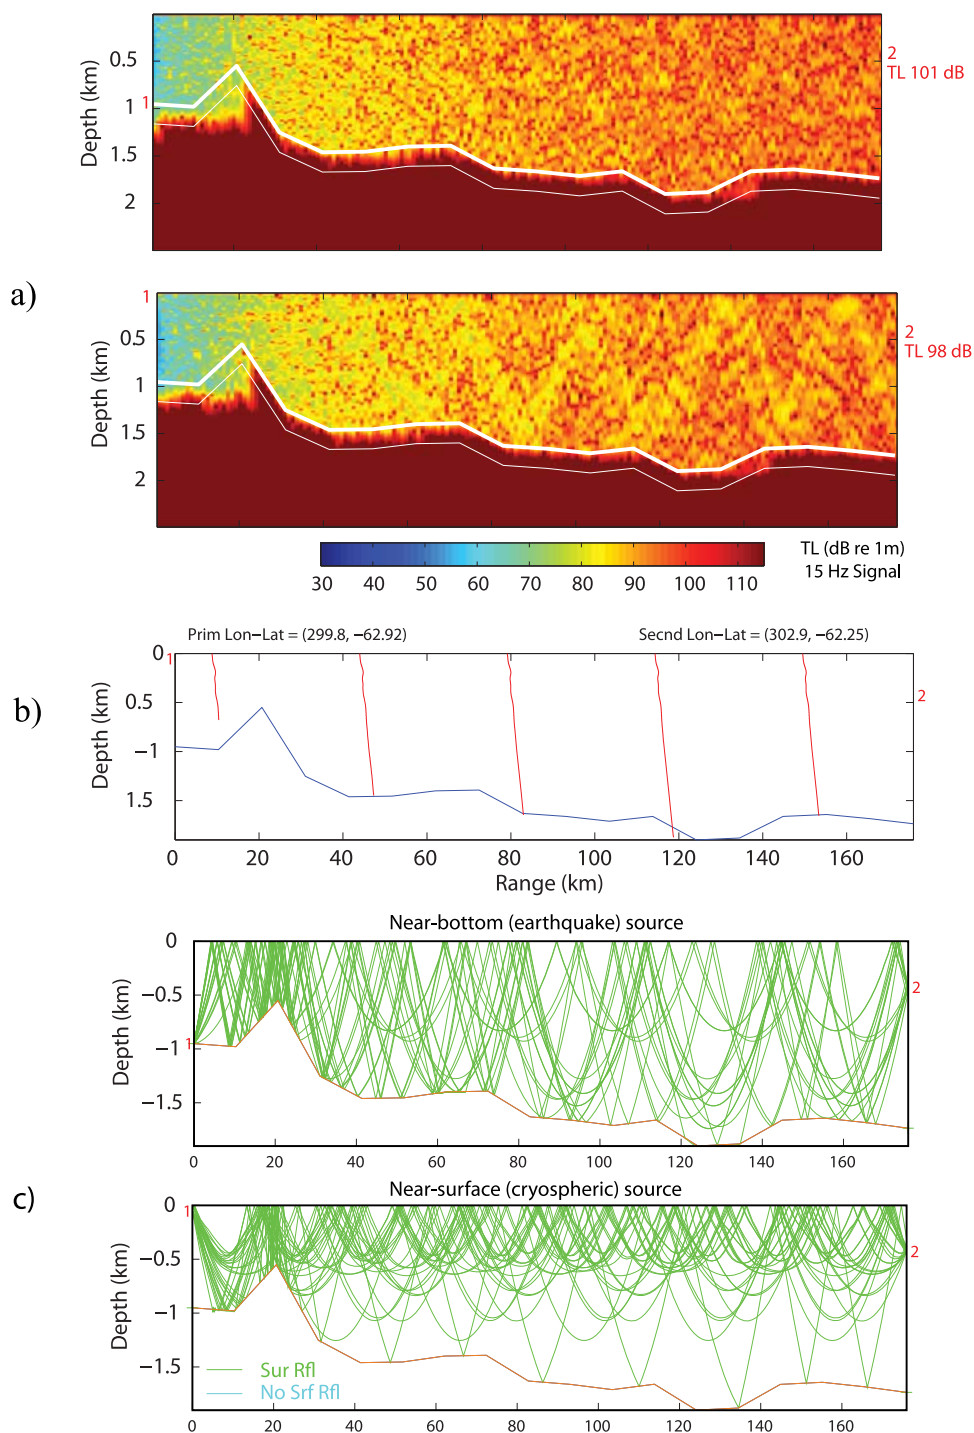 a)
Depth (km)
0.5
1
1.5
2
1
2
TL 101 dB
Depth (km)
0.5
1
1.5
2
1
2
TL 98 dB
30 40 50 60 70 80 90 100 110
TL (dB re 1m)
15 Hz Signal
b)
Prim Lon-Lat = (299.8, -62.92)
Secnd Lon-Lat = (302.9, -62.25)
Depth (km)
0
0.5
-1
1.5
1
2
0 20 40 60 80 100 120 140 160
Range (km)
Near-bottom (earthquake) source
Depth (km)
0
-0.5
-1
-1.5
1
2
0 20 40 60 80 100 120 140 160
c)
Near-surface (cryospheric) source
Depth (km)
0
-0.5
-1
-1.5
1
2
Sur Rfl
No Srf Rfl
0 20 40 60 80 100 120 140 160